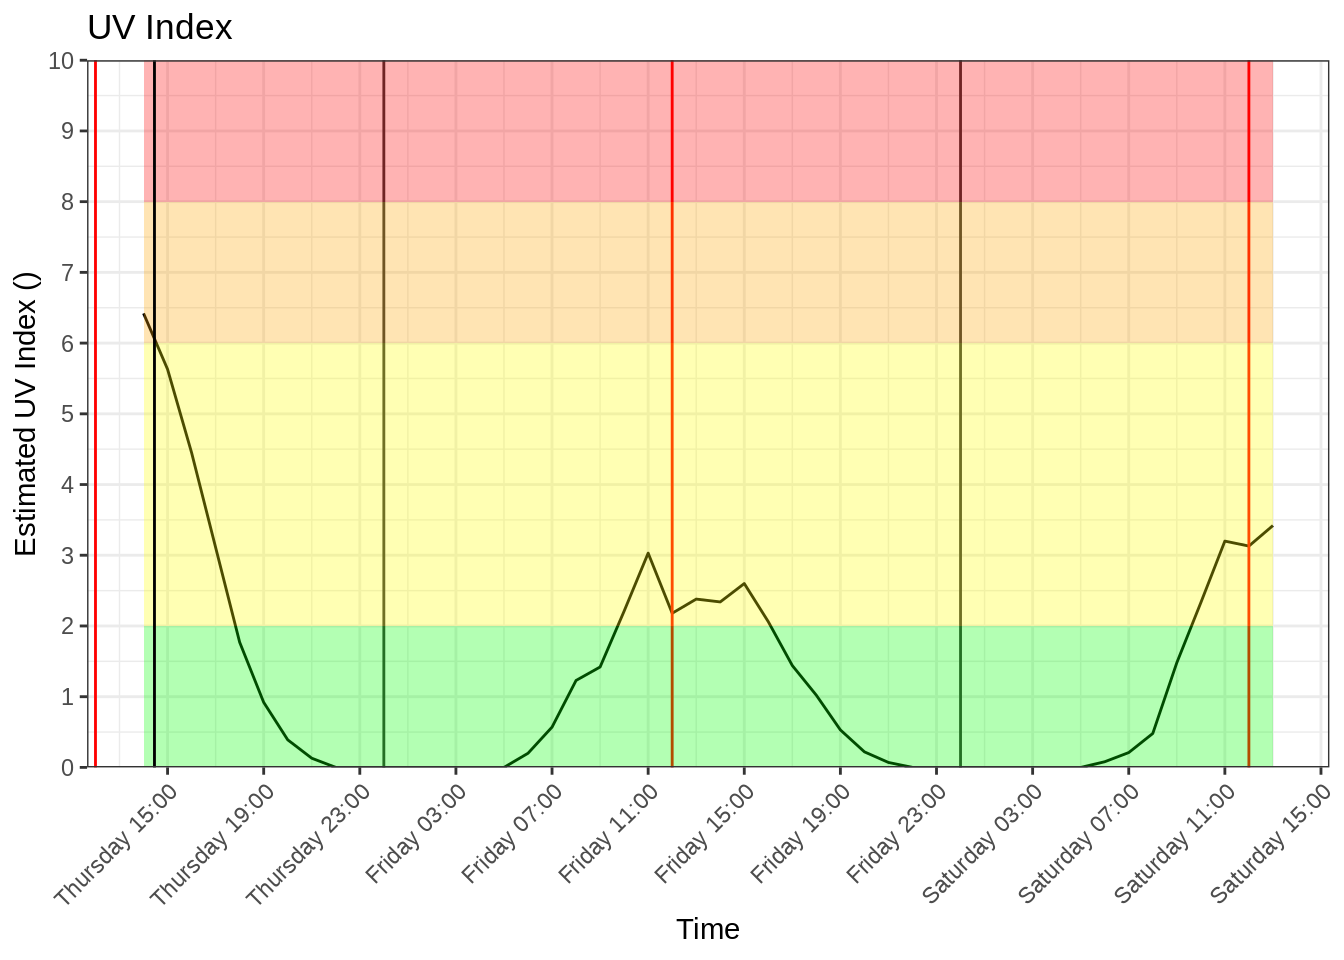 UV Index
10
9
8
7
6
5
4
3
2
1
0
Estimated UV Index ()
Thursday 15:00
Thursday 19:00
Thursday 23:00
Friday 03:00
Friday 07:00
Friday 11:00
Friday 15:00
Friday 19:00
Friday 23:00
Saturday 03:00
Saturday 07:00
Saturday 11:00
Saturday 15:00
Time